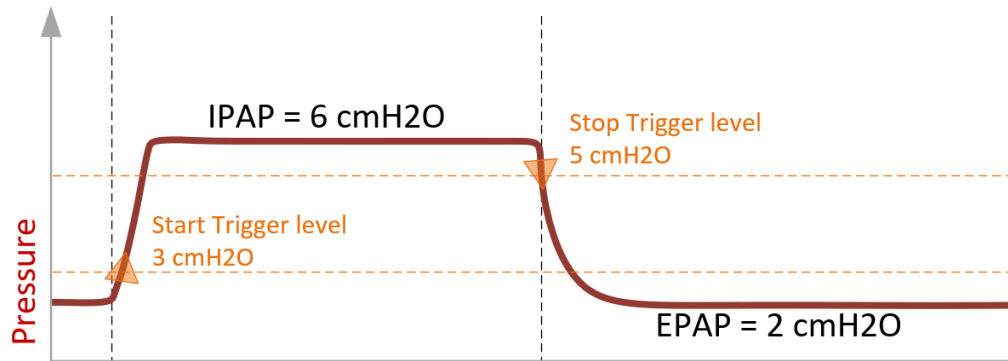 IPAP = 6 cmH2O
Stop Trigger level
5 cmH2O
Start Trigger level
3 cmH2O
Pressure
EPAP = 2 cmH2O